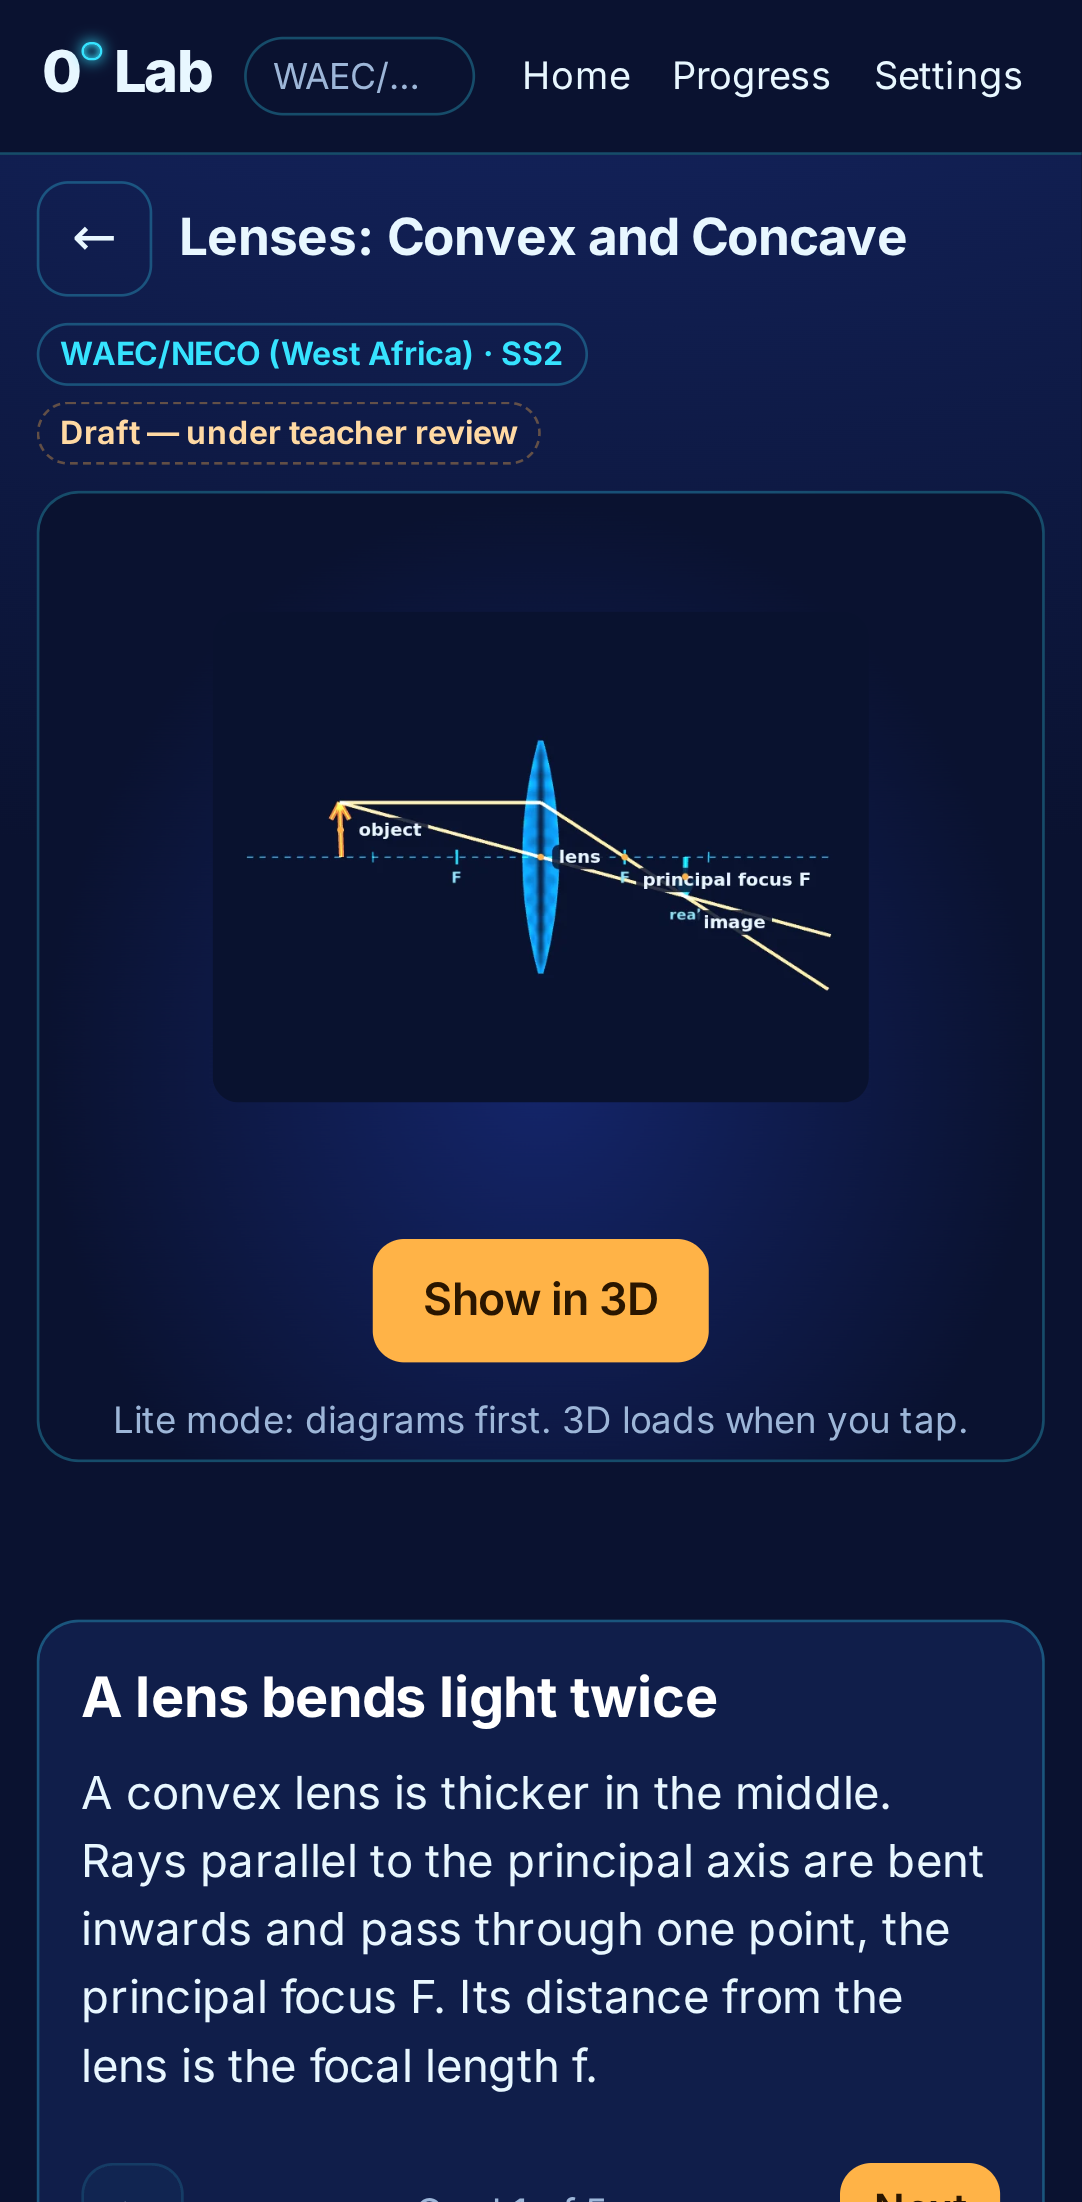 0° Lab
WAEC/...
Home
Progress
Settings
←
Lenses: Convex and Concave
WAEC/NECO (West Africa) · SS2
Draft — under teacher review
object
lens
F
F
principal focus F
image
Show in 3D
Lite mode: diagrams first. 3D loads when you tap.
A lens bends light twice
A convex lens is thicker in the middle.
Rays parallel to the principal axis are bent
inwards and pass through one point, the
principal focus F. Its distance from the
lens is the focal length f.
Next